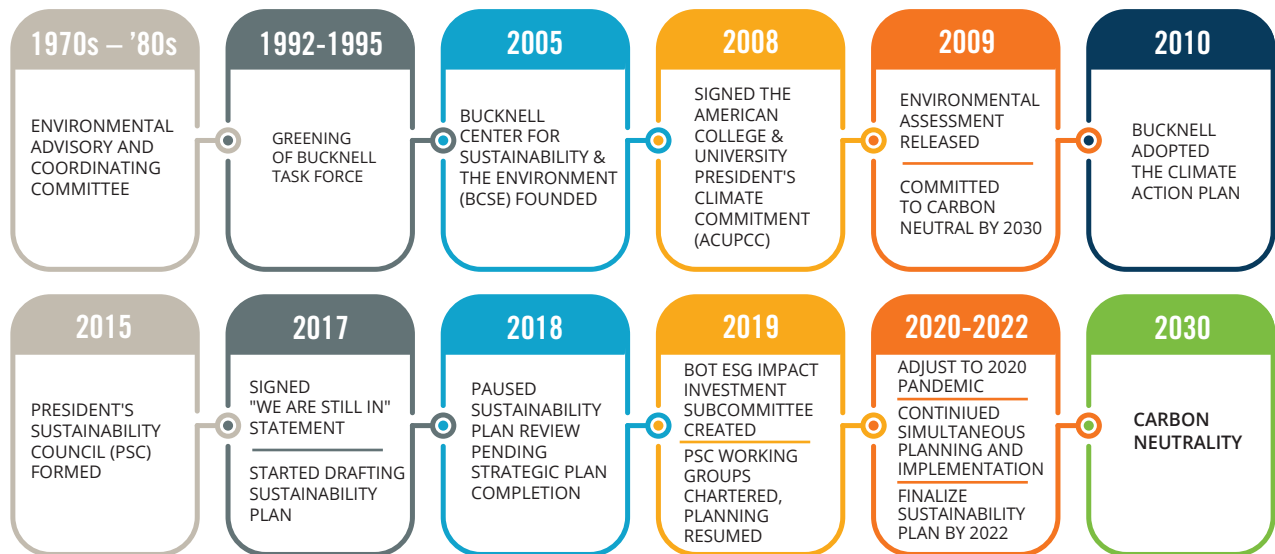 1970s – ’80s
ENVIRONMENTAL
ADVISORY AND
COORDINATING
COMMITTEE
1992-1995
GREENING
OF BUCKNELL
TASK FORCE
2005
BUCKNELL
CENTER FOR
SUSTAINABILITY &
THE ENVIRONMENT
(BCSE) FOUNDED
2008
SIGNED THE
AMERICAN
COLLEGE &
UNIVERSITY
PRESIDENT'S
CLIMATE
COMMITMENT
(ACUPCC)
2009
ENVIRONMENTAL
ASSESSMENT
RELEASED
COMMITTED
TO CARBON
NEUTRAL BY 2030
2010
BUCKNELL
ADOPTED
THE CLIMATE
ACTION PLAN
2015
PRESIDENT'S
SUSTAINABILITY
COUNCIL (PSC)
FORMED
2017
SIGNED
"WE ARE STILL IN"
STATEMENT
STARTED DRAFTING
SUSTAINABILITY
PLAN
2018
PAUSED
SUSTAINABILITY
PLAN REVIEW
PENDING
STRATEGIC PLAN
COMPLETION
2019
BOT ESG IMPACT
INVESTMENT
SUBCOMMITTEE
CREATED
PSC WORKING
GROUPS
CHARTERED,
PLANNING
RESUMED
2020-2022
ADJUST TO 2020
PANDEMIC
CONTINIUED
SIMULTANEOUS
PLANNING AND
IMPLEMENTATION
FINALIZE
SUSTAINABILITY
PLAN BY 2022
2030
CARBON
NEUTRALITY